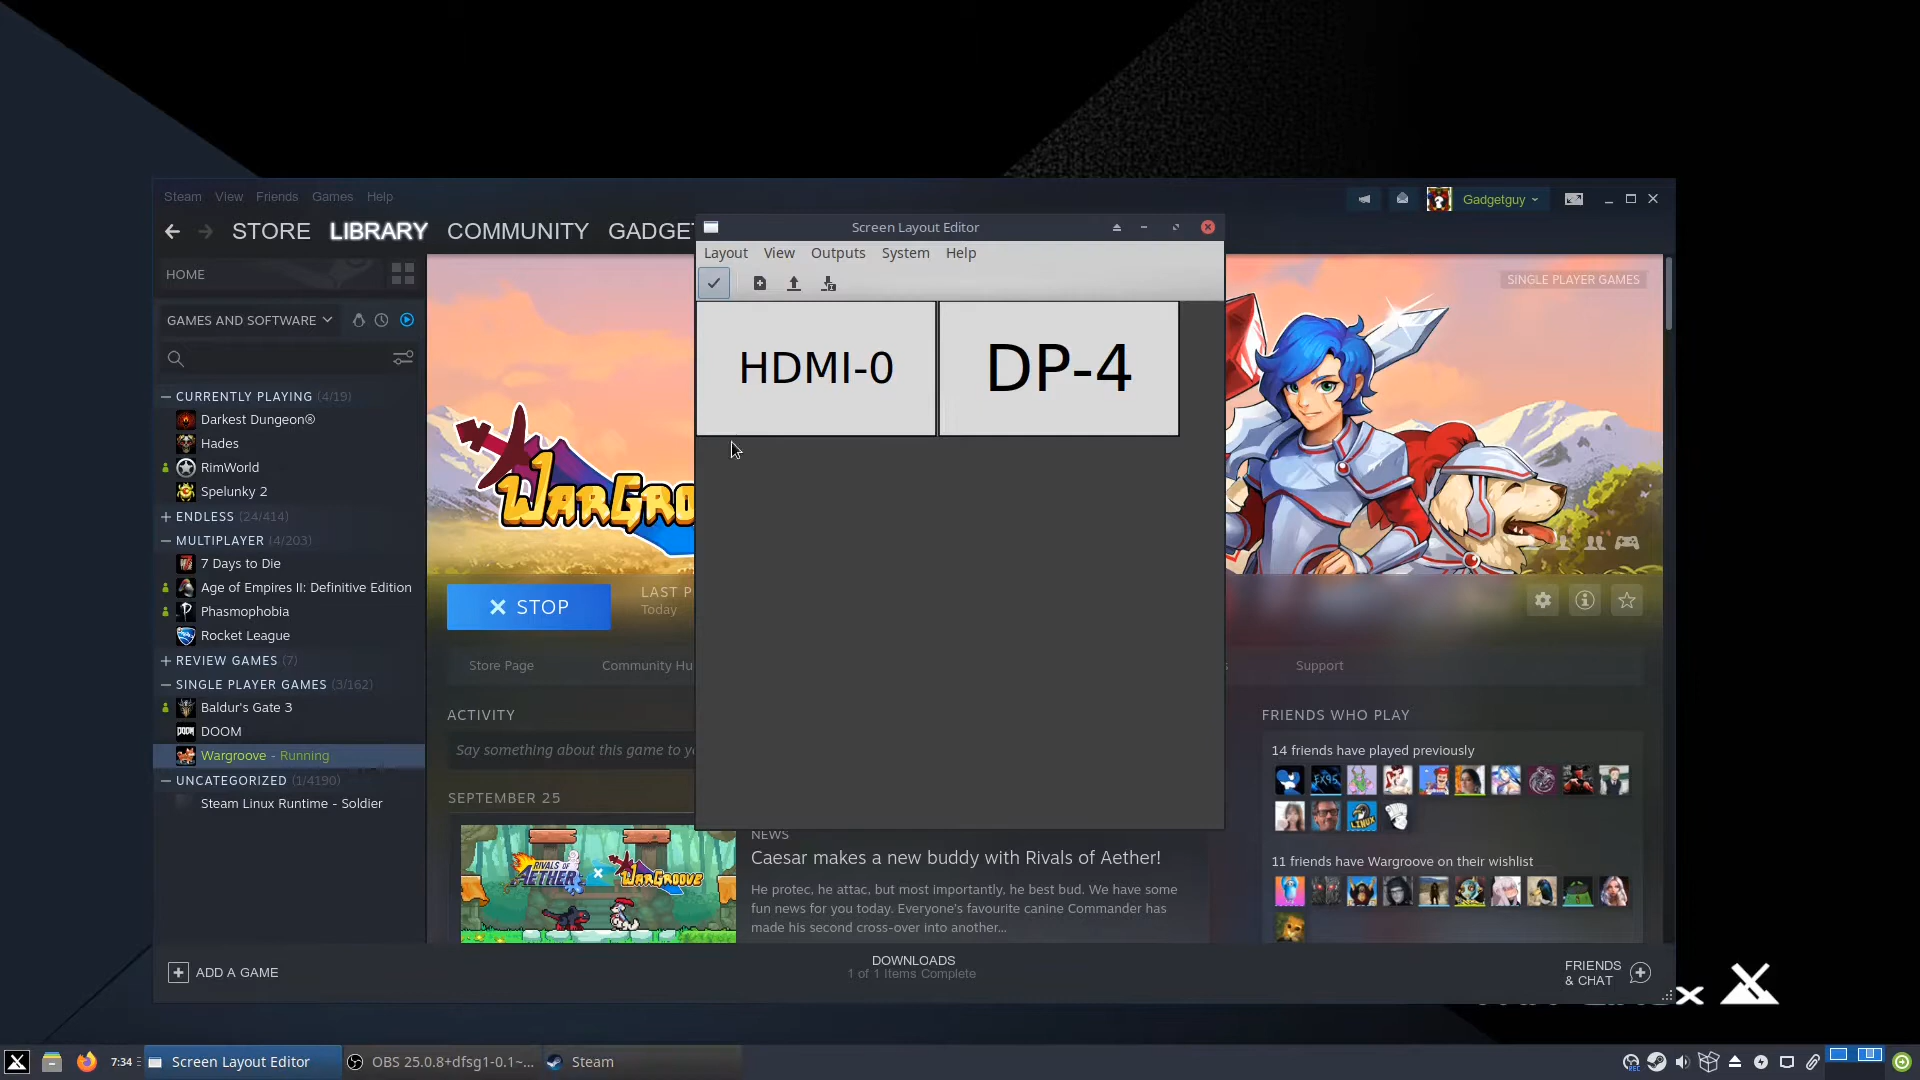 Steam View Friends Games Help
Gadgetguy
STORE LIBRARY COMMUNITY GADGE
Screen Layout Editor
Layout View Outputs System Help
HOME
SINGLE PLAYER GAMES
GAMES AND SOFTWARE
HDMI-0
DP-4
CURRENTLY PLAYING (4/19)
Darkest Dungeon®
Hades
RimWorld
Spelunky 2
ENDLESS (24/414)
MULTIPLAYER (4/203)
7 Days to Die
Age of Empires II: Definitive Edition
Phasmophobia
Rocket League
REVIEW GAMES (7)
SINGLE PLAYER GAMES (3/162)
Baldur's Gate 3
DOOM
Wargroove - Running
UNCATEGORIZED (1/4190)
Steam Linux Runtime - Soldier
WARGRO
STOP
LAST P
Today
Store Page
Community Hu
s
Support
ACTIVITY
Say something about this game to yo
SEPTEMBER 25
RIVALS OF AETHER × WARGROOVE
NEWS
Caesar makes a new buddy with Rivals of Aether!
He protec, he attac, but most importantly, he best bud. We have some
fun news for you today. Everyone's favourite canine Commander has
made his second cross-over into another...
FRIENDS WHO PLAY
14 friends have played previously
EX95
LINUX
11 friends have Wargroove on their wishlist
ADD A GAME
DOWNLOADS
1 of 1 Items Complete
FRIENDS
& CHAT
7:34
Screen Layout Editor
OBS 25.0.8+dfsg1-0.1~...
Steam
REC